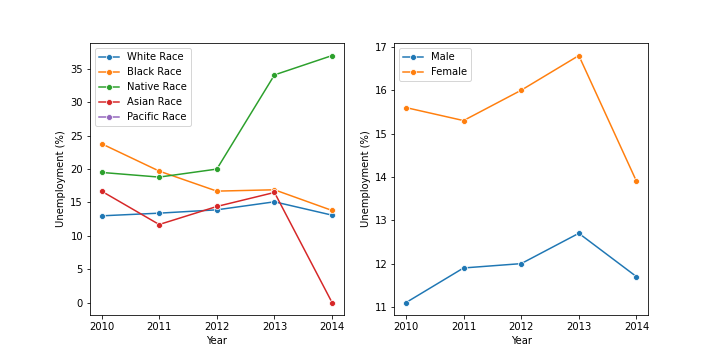 White Race
Black Race
Native Race
Asian Race
Pacific Race
35
30
25
20
15
10
5
0
Unemployment (%)
2010 2011 2012 2013 2014
Year
Male
Female
17
16
15
14
13
12
11
Unemployment (%)
2010 2011 2012 2013 2014
Year